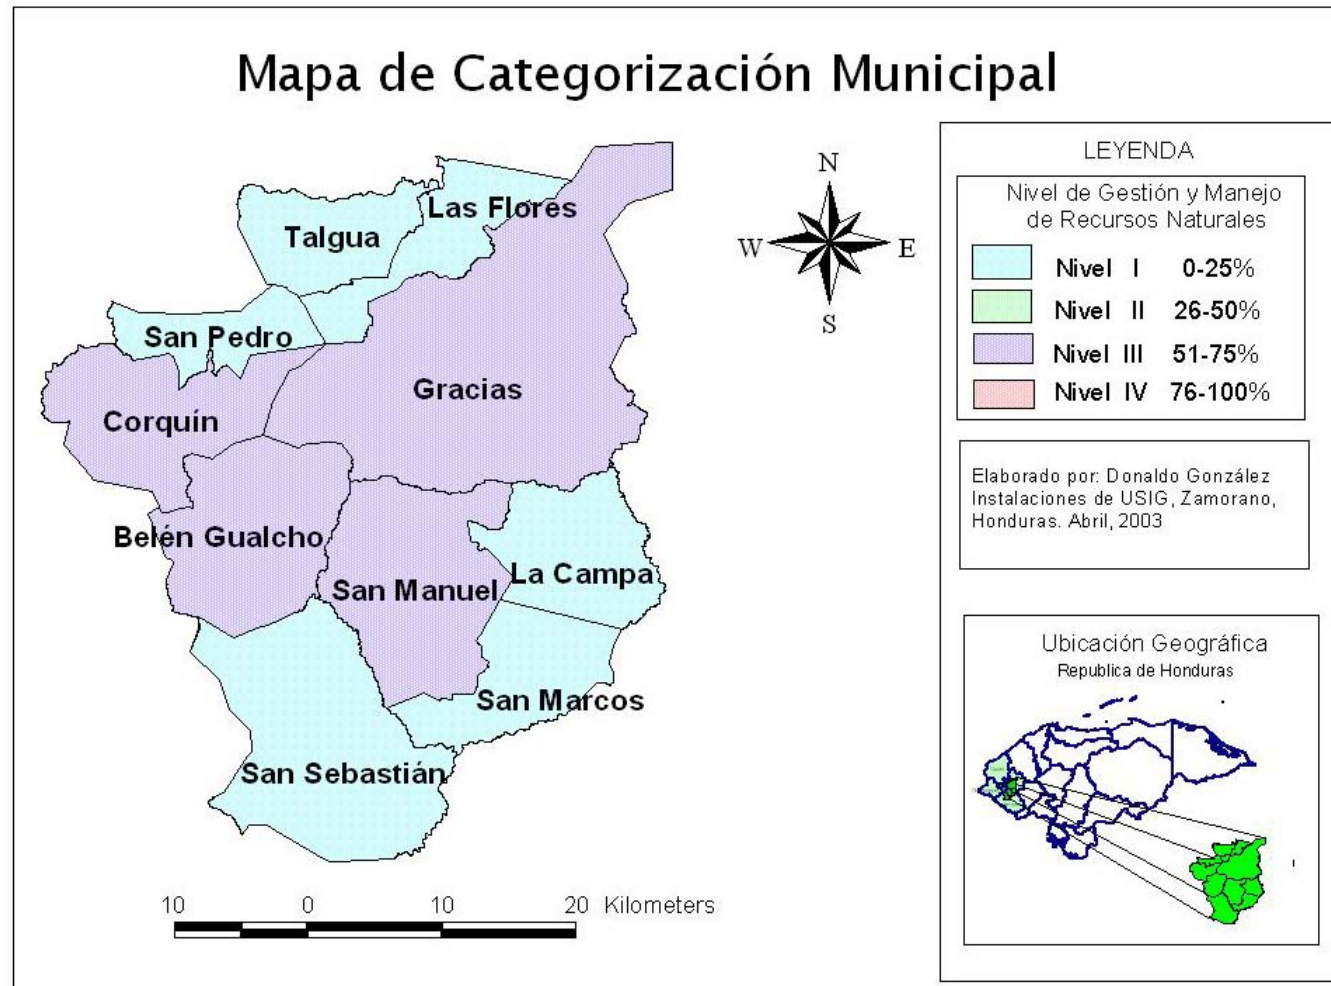 Mapa de Categorización Municipal
Las Flores
Talgua
San Pedro
Gracias
Corquín
Belén Gualcho
San Manuel
La Campa
San Marcos
San Sebastián
N
W
E
S
10 0 10 20 Kilometers
LEYENDA
Nivel de Gestión y Manejo
de Recursos Naturales
Nivel I 0-25%
Nivel II 26-50%
Nivel III 51-75%
Nivel IV 76-100%
Elaborado por: Donaldo González
Instalaciones de USIG, Zamorano,
Honduras. Abril, 2003
Ubicación Geográfica
Republica de Honduras